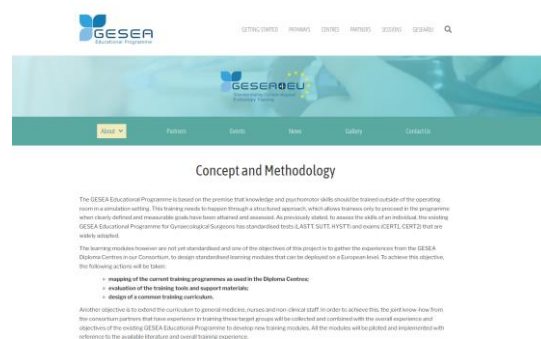 GESEA
Educational Programme
GETTING STARTED PATHWAYS CENTRES PARTNERS SESSIONS GESEA4EU
GESEA4EU
About Partners Events News Gallery Contact Us
Concept and Methodology
The GESEA Educational Programme is based on the premise that knowledge and psychomotor skills should be trained outside of the operating
room in a simulation setting. This training needs to happen through a structured approach, which allows trainees only to proceed in the programme
when clearly defined and measurable goals have been attained and assessed. As previously stated, to assess the skills of an individual, the existing
GESEA Educational Programme for Gynaecological Surgeons has standardised tests (LASTT, SUTT, HYSTT) and exams (CERT1, CERT2) that are
widely adopted.
The learning modules however are not yet standardised and one of the objectives of this project is to gather the experiences from the GESEA
Diploma Centres in our Consortium, to design standardised learning modules that can be deployed on a European level. To achieve this objective,
the following actions will be taken:
mapping of the current training programmes as used in the Diploma Centres;
evaluation of the training tools and support materials;
design of a common training curriculum.
Another objective is to extend the curriculum to general medicine, nurses and non-clinical staff. In order to achieve this, the joint know-how from
the consortium partners that have experience in training these target groups will be collected and combined with the overall experience and
objectives of the existing GESEA Educational Programme to develop new training modules. All the modules will be piloted and implemented with
reference to the available literature and overall training experience.